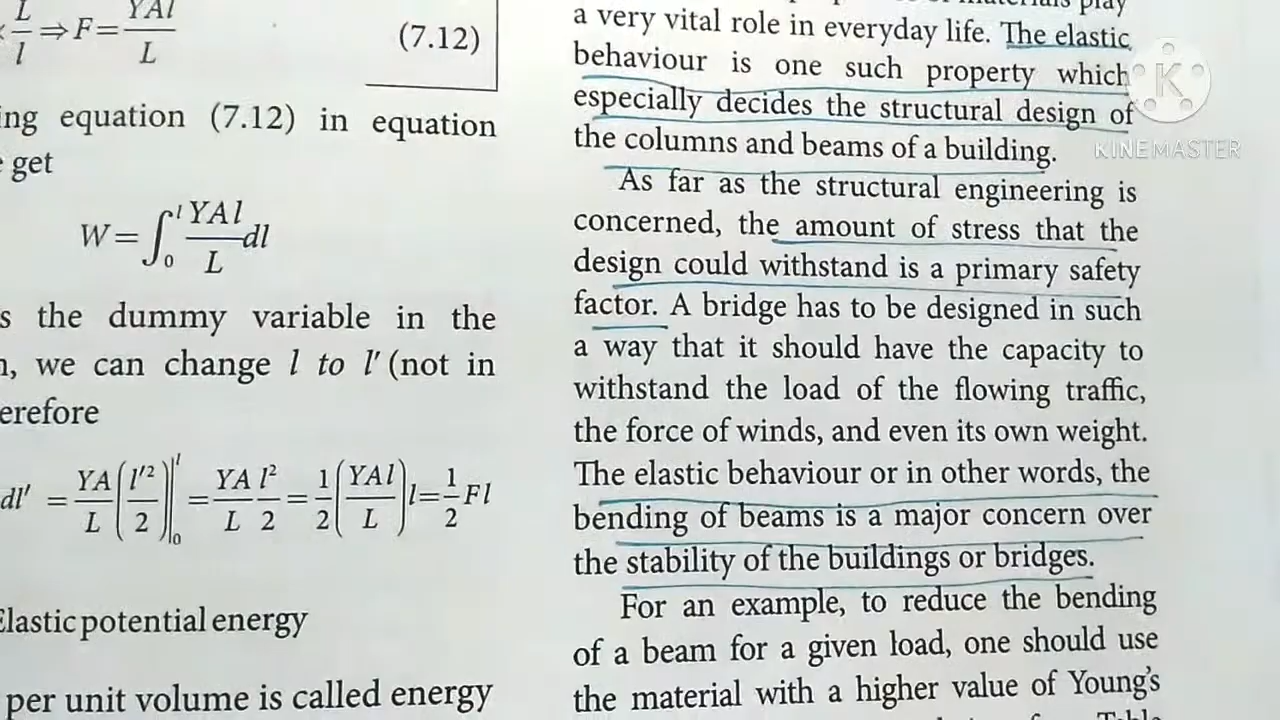 L/l ⇒ F = YAl/L (7.12)
ing equation (7.12) in equation
get
W = ∫₀ˡ YAl/L dl
s the dummy variable in the
, we can change l to l′ (not in
erefore
dl′ = YA/L (l′²/2)|₀ˡ = YA/L l²/2 = 1/2 (YAl/L) l = 1/2 Fl
Elastic potential energy
per unit volume is called energy
play
a very vital role in everyday life. The elastic
behaviour is one such property which
especially decides the structural design of
the columns and beams of a building.
As far as the structural engineering is
concerned, the amount of stress that the
design could withstand is a primary safety
factor. A bridge has to be designed in such
a way that it should have the capacity to
withstand the load of the flowing traffic,
the force of winds, and even its own weight.
The elastic behaviour or in other words, the
bending of beams is a major concern over
the stability of the buildings or bridges.
For an example, to reduce the bending
of a beam for a given load, one should use
the material with a higher value of Young's
K
KINEMASTER